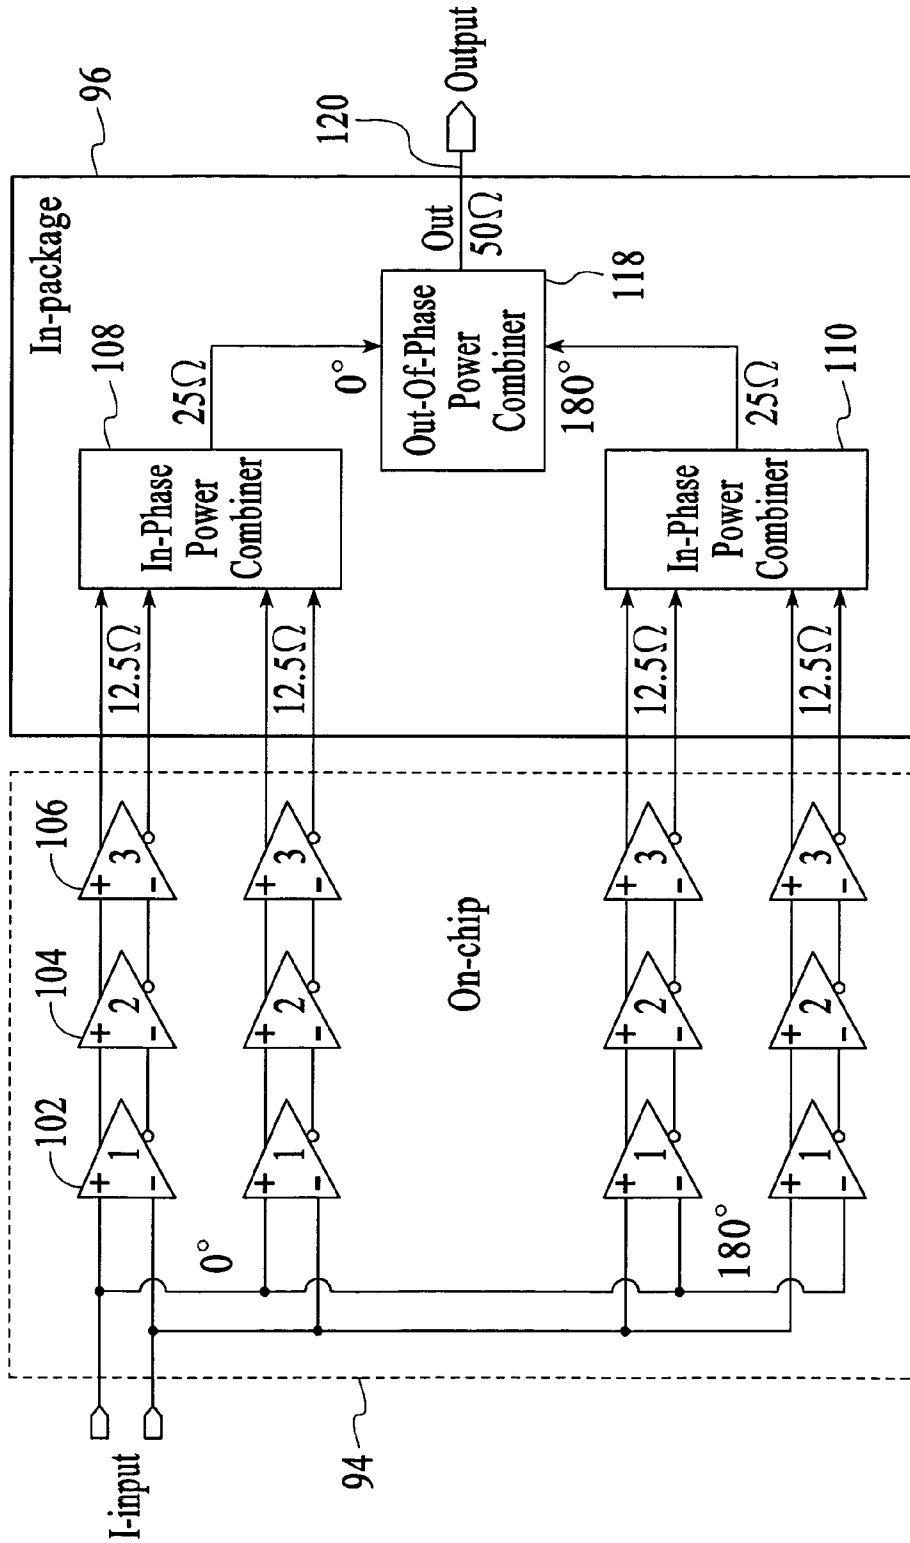 I-input
94
0°
180°
102
104
106
+
-
1
+
-
2
+
-
3
+
-
1
+
-
2
+
-
3
On-chip
+
-
1
+
-
2
+
-
3
+
-
1
+
-
2
+
-
3
12.5Ω
12.5Ω
12.5Ω
12.5Ω
In-package
96
108
In-Phase
Power
Combiner
25Ω
0°
Out-Of-Phase
Power
Combiner
118
180°
25Ω
In-Phase
Power
Combiner
110
Out
50Ω
120
Output